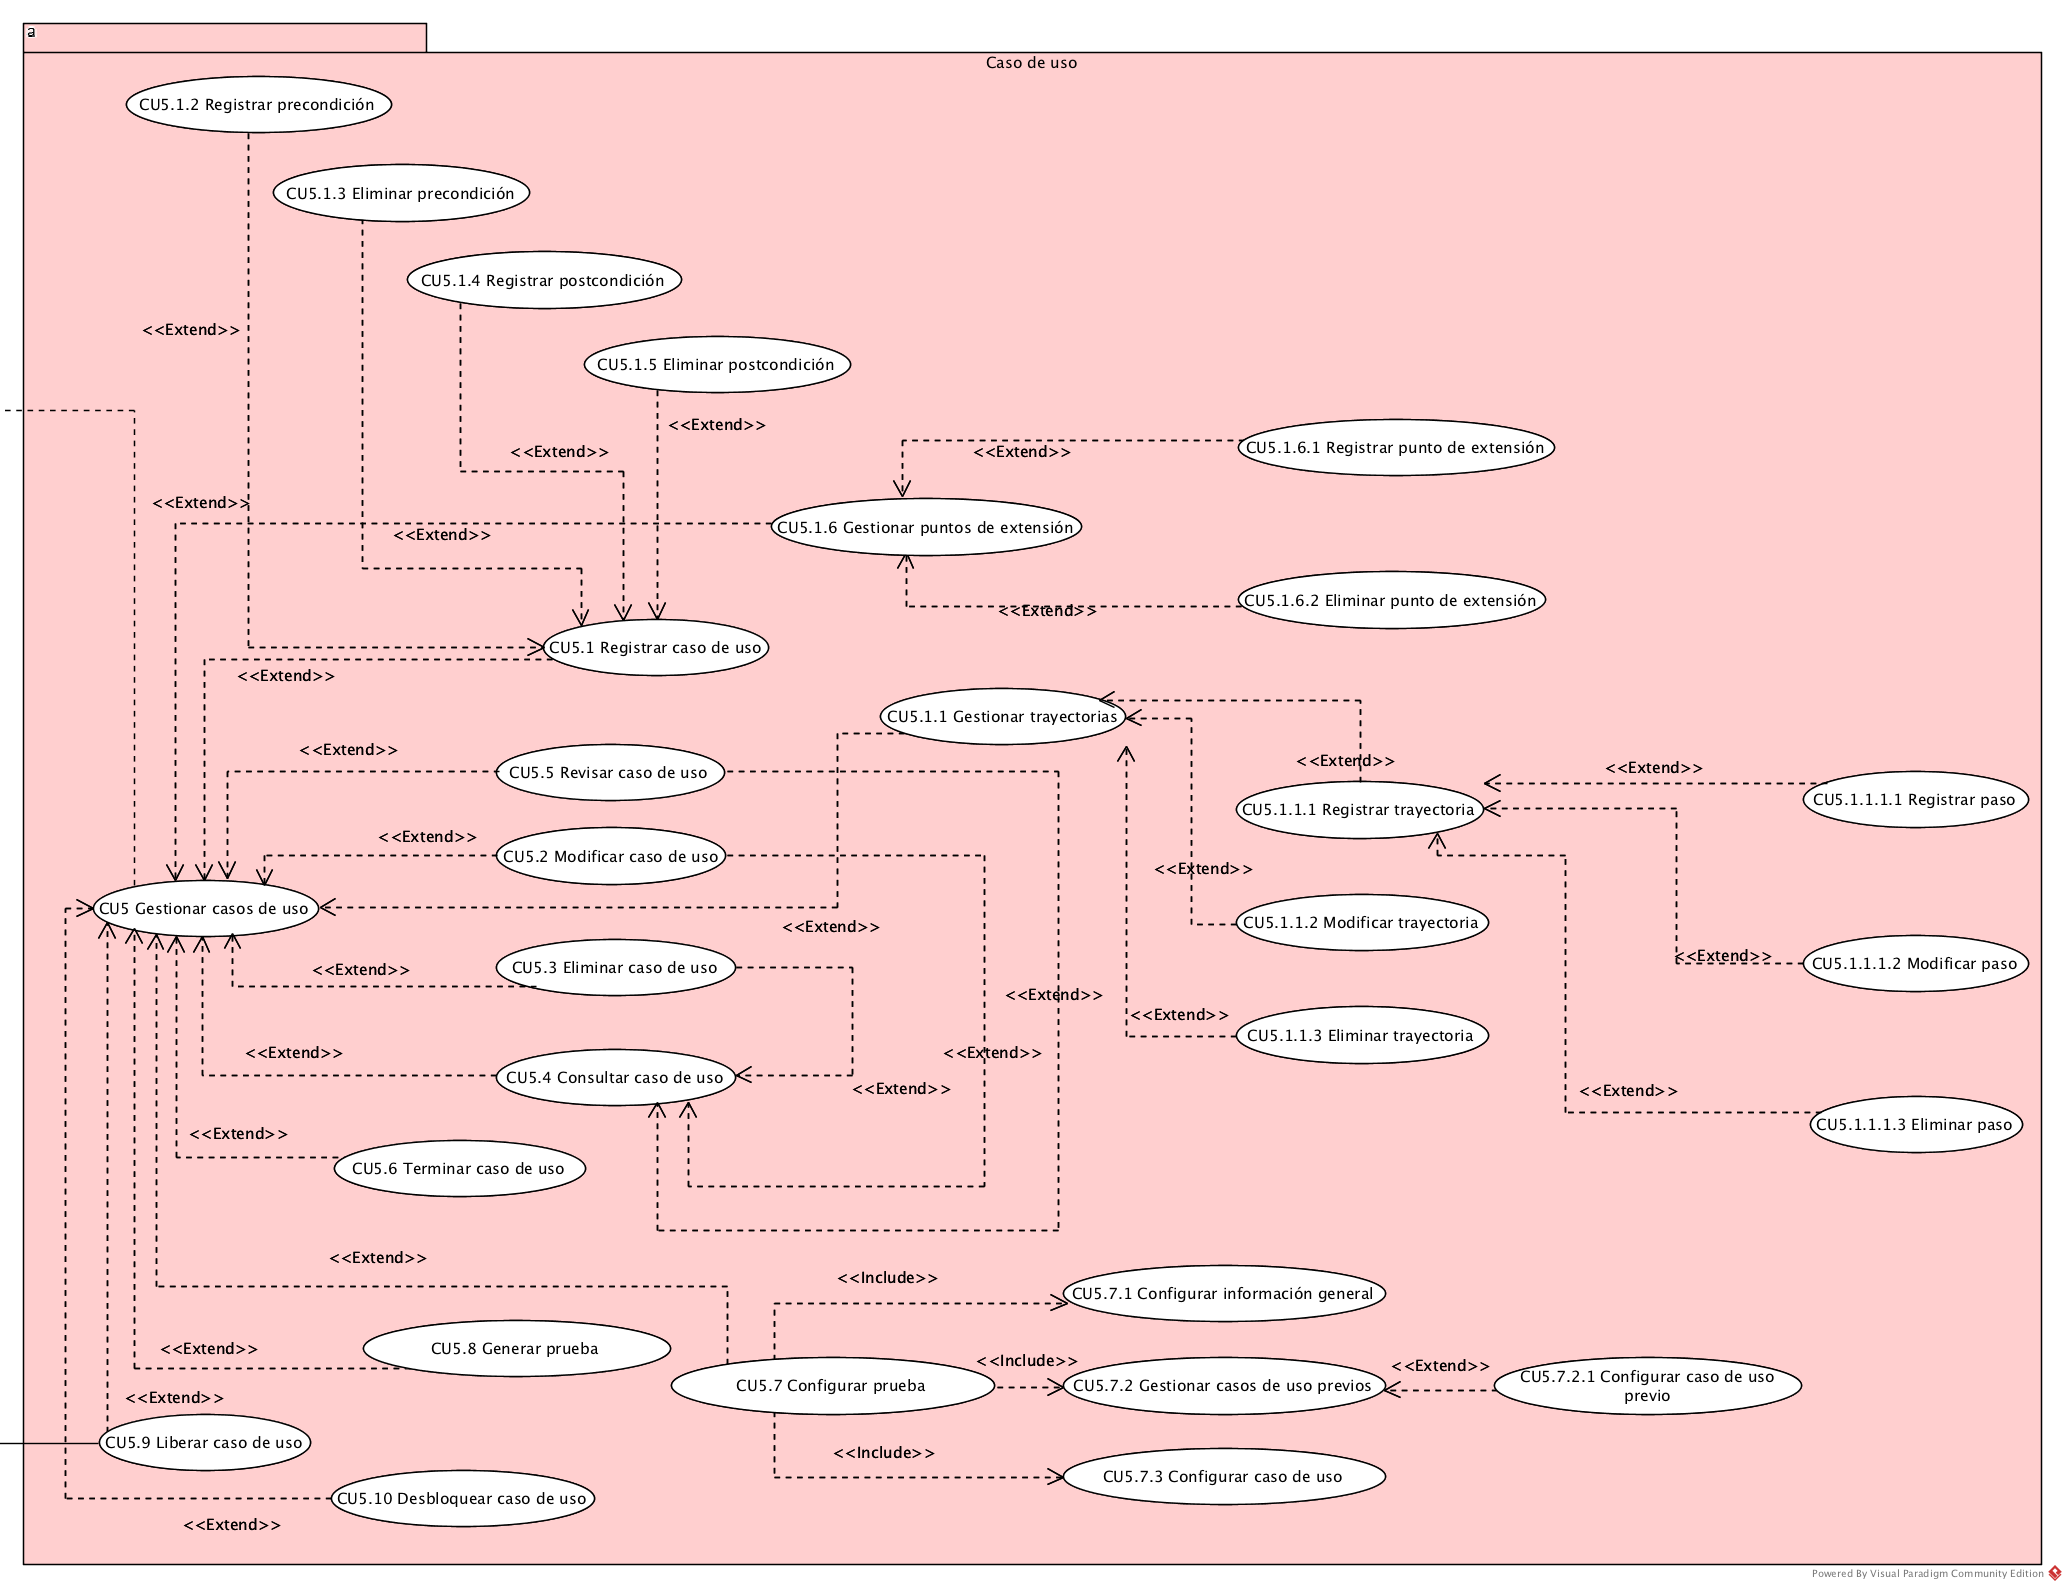 a
Caso de uso
CU5.1.2 Registrar precondición
CU5.1.3 Eliminar precondición
CU5.1.4 Registrar postcondición
<<Extend>>
CU5.1.5 Eliminar postcondición
<<Extend>>
<<Extend>>
<<Extend>>
CU5.1.6.1 Registrar punto de extensión
<<Extend>>
<<Extend>>
CU5.1.6 Gestionar puntos de extensión
CU5.1.6.2 Eliminar punto de extensión
<<Extend>>
CU5.1 Registrar caso de uso
<<Extend>>
CU5.1.1 Gestionar trayectorias
<<Extend>>
CU5.5 Revisar caso de uso
<<Extend>>
<<Extend>>
CU5.1.1.1.1 Registrar paso
CU5.1.1.1 Registrar trayectoria
<<Extend>>
CU5.2 Modificar caso de uso
<<Extend>>
CU5 Gestionar casos de uso
<<Extend>>
CU5.1.1.2 Modificar trayectoria
<<Extend>>
CU5.1.1.1.2 Modificar paso
CU5.3 Eliminar caso de uso
<<Extend>>
<<Extend>>
<<Extend>>
CU5.1.1.3 Eliminar trayectoria
<<Extend>>
<<Extend>>
CU5.4 Consultar caso de uso
<<Extend>>
<<Extend>>
CU5.1.1.1.3 Eliminar paso
<<Extend>>
CU5.6 Terminar caso de uso
<<Extend>>
<<Include>>
CU5.7.1 Configurar información general
<<Extend>>
CU5.8 Generar prueba
<<Include>>
<<Extend>>
CU5.7 Configurar prueba
CU5.7.2 Gestionar casos de uso previos
CU5.7.2.1 Configurar caso de uso
previo
<<Extend>>
CU5.9 Liberar caso de uso
<<Include>>
CU5.7.3 Configurar caso de uso
CU5.10 Desbloquear caso de uso
<<Extend>>
Powered By Visual Paradigm Community Edition